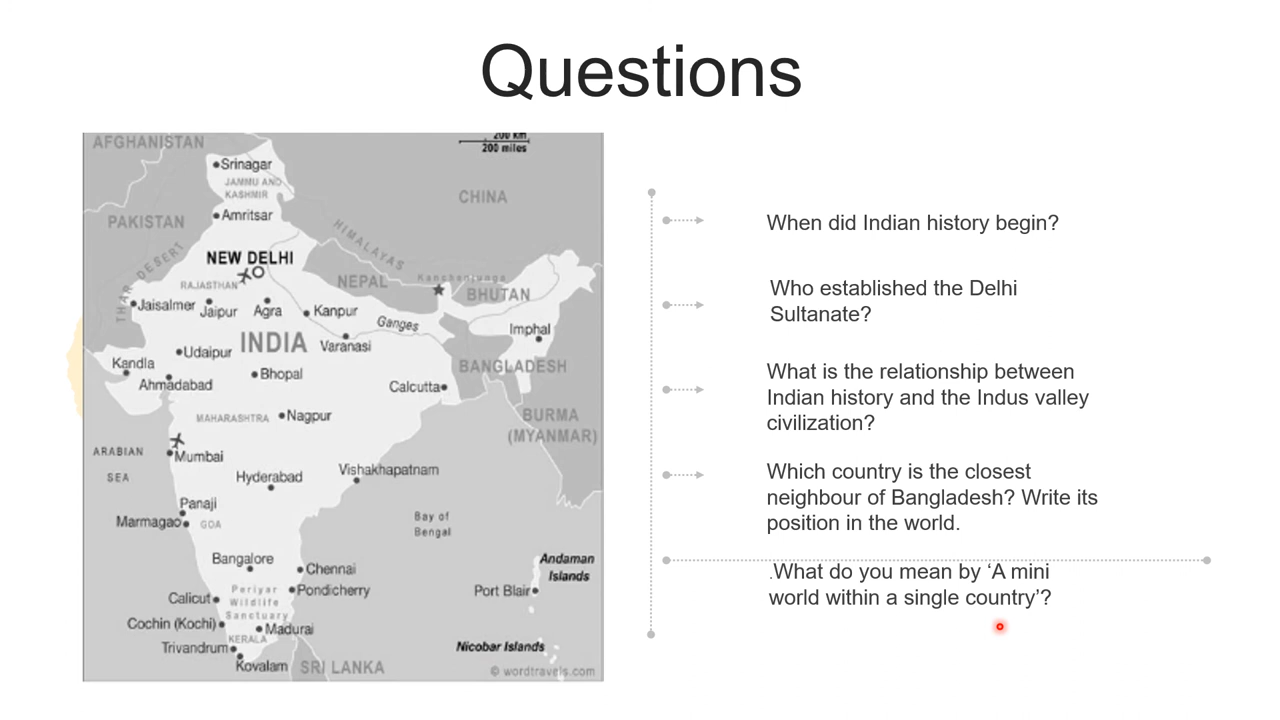 Questions
200 km
200 miles
AFGHANISTAN
Srinagar
JAMMU AND
KASHMIR
CHINA
PAKISTAN
Amritsar
HIMALAYAS
NEW DELHI
THAR DESERT
RAJASTHAN
NEPAL
Kanchenjunga
BHUTAN
Jaisalmer
Jaipur
Agra
Kanpur
Ganges
Imphal
INDIA
Varanasi
Udaipur
Kandla
BANGLADESH
Bhopal
Ahmadabad
Calcutta
MAHARASHTRA
Nagpur
BURMA
(MYANMAR)
ARABIAN
SEA
Mumbai
Hyderabad
Vishakhapatnam
Panaji
Marmagao
GOA
Bay of
Bengal
Bangalore
Chennai
Andaman
Islands
Periyar
Wildlife
Sanctuary
Pondicherry
Port Blair
Calicut
Cochin (Kochi)
Madurai
KERALA
Trivandrum
Nicobar Islands
Kovalam
SRI LANKA
© wordtravels.com
When did Indian history begin?
Who established the Delhi
Sultanate?
What is the relationship between
Indian history and the Indus valley
civilization?
Which country is the closest
neighbour of Bangladesh? Write its
position in the world.
.What do you mean by ‘A mini
world within a single country’?